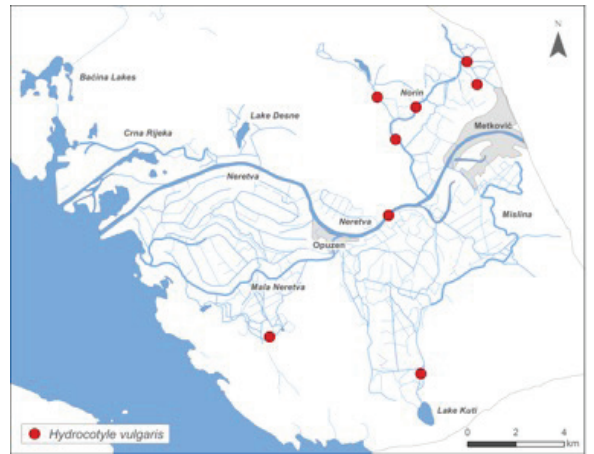 N
Baćina Lakes
Norin
Lake Desne
Metković
Crna Rijeka
Neretva
Mislina
Neretva
Opuzen
Mala Neretva
Lake Kuti
Hydrocotyle vulgaris
0 2 4
km